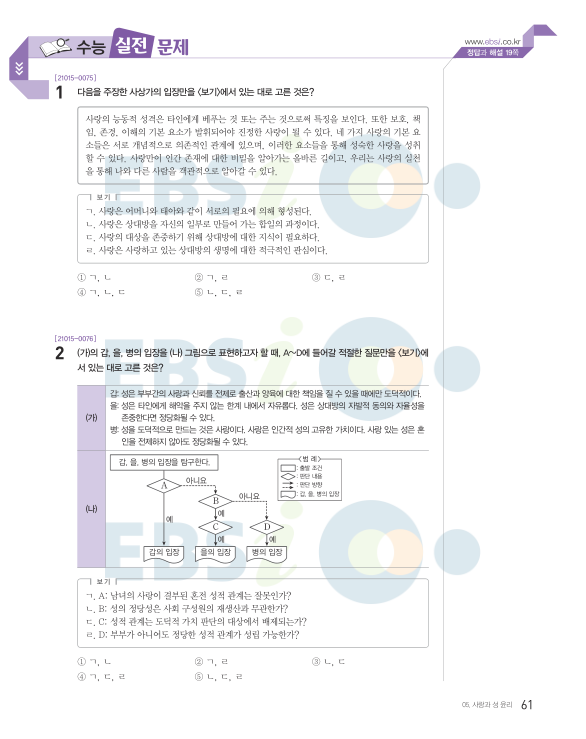 수능 실전 문제
www.ebsi.co.kr
정답과 해설 19쪽
[21015-0075]
1 다음을 주장한 사상가의 입장만을 <보기>에서 있는 대로 고른 것은?
사랑의 능동적 성격은 타인에게 베푸는 것 또는 주는 것으로써 특징을 보인다. 또한 보호, 책
임, 존경, 이해의 기본 요소가 발휘되어야 진정한 사랑이 될 수 있다. 네 가지 사랑의 기본 요
소들은 서로 개념적으로 의존적인 관계에 있으며, 이러한 요소들을 통해 성숙한 사랑을 성취
할 수 있다. 사랑만이 인간 존재에 대한 비밀을 알아가는 올바른 길이고, 우리는 사랑의 실천
을 통해 나와 다른 사람을 객관적으로 알아갈 수 있다.
보기
ㄱ. 사랑은 어머니와 태아와 같이 서로의 필요에 의해 형성된다.
ㄴ. 사랑은 상대방을 자신의 일부로 만들어 가는 합일의 과정이다.
ㄷ. 사랑의 대상을 존중하기 위해 상대방에 대한 지식이 필요하다.
ㄹ. 사랑은 사랑하고 있는 상대방의 생명에 대한 적극적인 관심이다.
① ㄱ, ㄴ ② ㄱ, ㄹ ③ ㄷ, ㄹ
④ ㄱ, ㄴ, ㄷ ⑤ ㄴ, ㄷ, ㄹ
[21015-0076]
2 (가)의 갑, 을, 병의 입장을 (나) 그림으로 표현하고자 할 때, A~D에 들어갈 적절한 질문만을 <보기>에
서 있는 대로 고른 것은?
(가)
갑: 성은 부부간의 사랑과 신뢰를 전제로 출산과 양육에 대한 책임을 질 수 있을 때에만 도덕적이다.
을: 성은 타인에게 해악을 주지 않는 한계 내에서 자유롭다. 성은 상대방의 자발적 동의와 자율성을
존중한다면 정당화될 수 있다.
병: 성을 도덕적으로 만드는 것은 사랑이다. 사랑은 인간적 성의 고유한 가치이다. 사랑 있는 성은 혼
인을 전제하지 않아도 정당화될 수 있다.
(나)
갑, 을, 병의 입장을 탐구한다.
<범 례>
: 출발 조건
: 판단 내용
: 판단 방향
: 갑, 을, 병의 입장
A
아니요
B
아니요
예
예
C
D
예
예
갑의 입장
을의 입장
병의 입장
보기
ㄱ. A: 남녀의 사랑이 결부된 혼전 성적 관계는 잘못인가?
ㄴ. B: 성의 정당성은 사회 구성원의 재생산과 무관한가?
ㄷ. C: 성적 관계는 도덕적 가치 판단의 대상에서 배제되는가?
ㄹ. D: 부부가 아니어도 정당한 성적 관계가 성립 가능한가?
① ㄱ, ㄴ ② ㄱ, ㄹ ③ ㄴ, ㄷ
④ ㄱ, ㄷ, ㄹ ⑤ ㄴ, ㄷ, ㄹ
05. 사랑과 성 윤리 61
EBSi
EBSi
EBSi